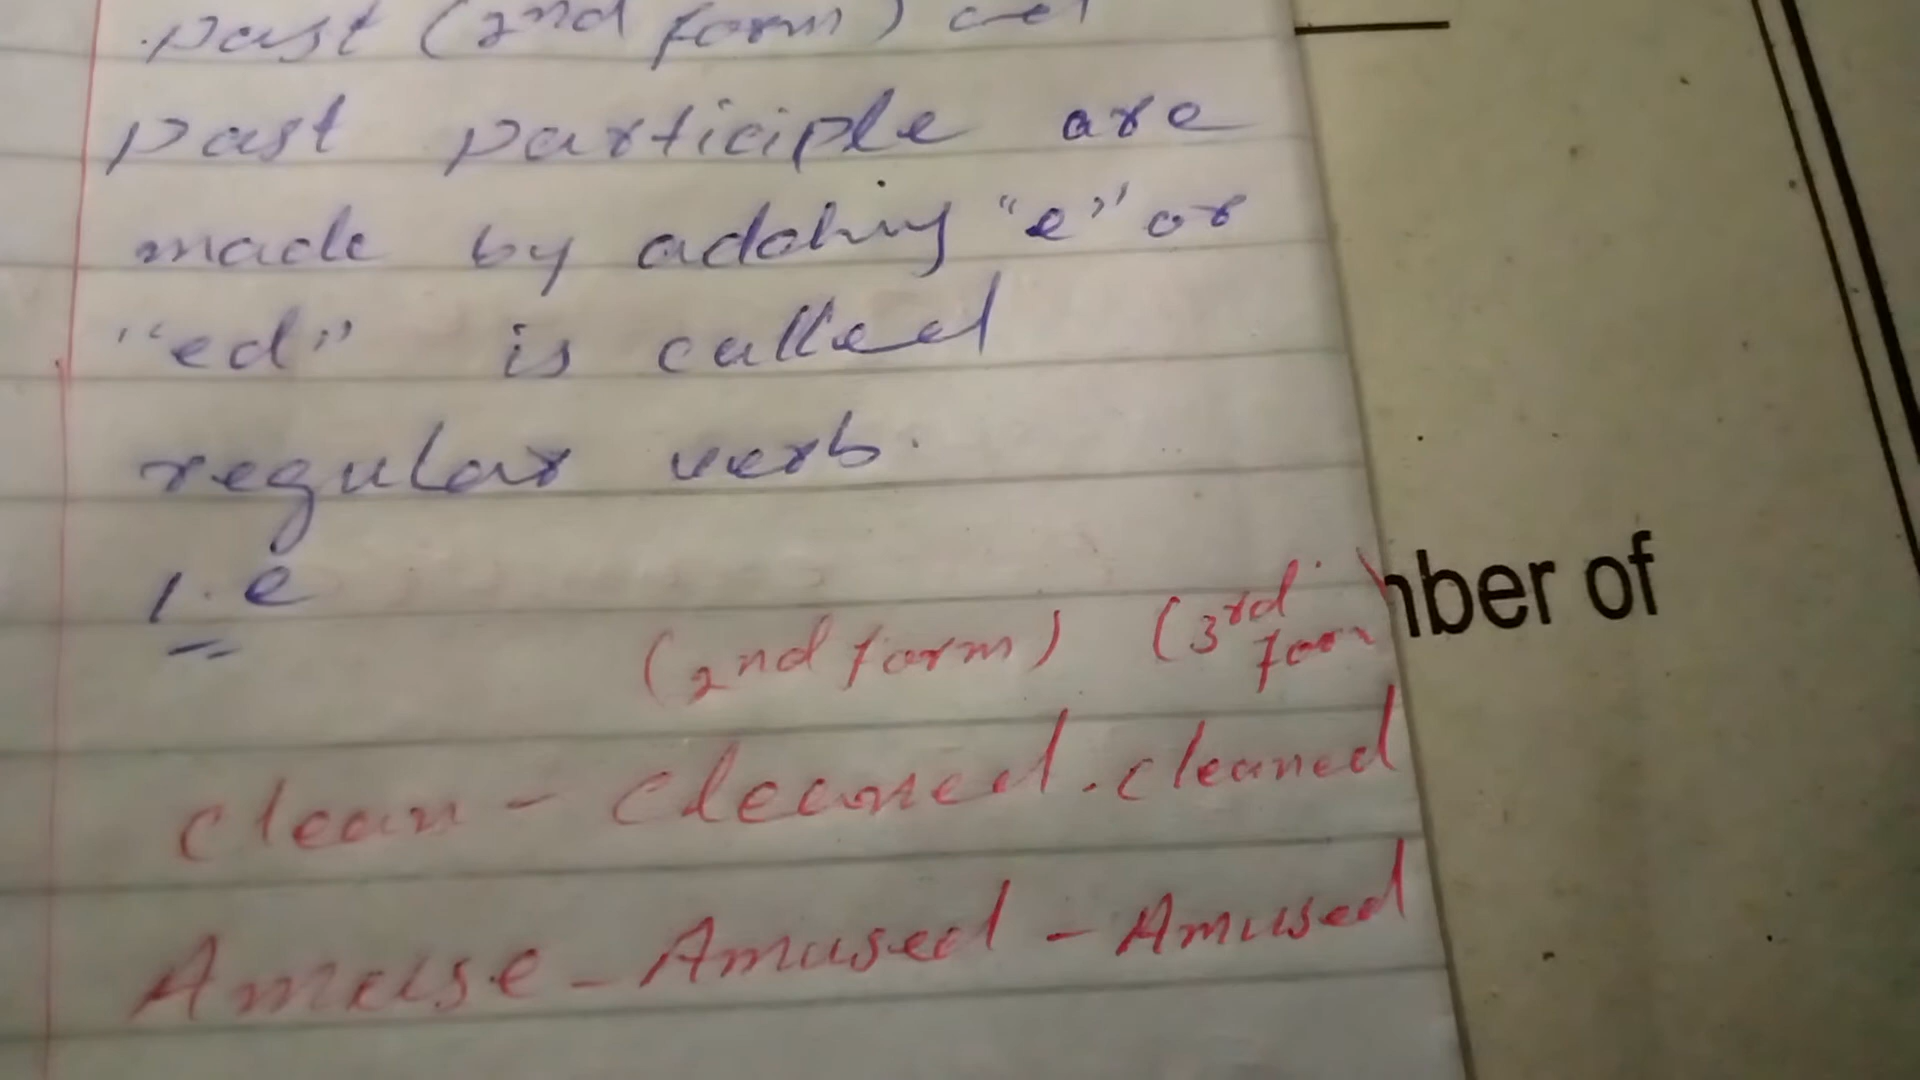 past (2nd form)
past participle are
made by adding "e" or
"ed" is called
regular verb.
i.e
(2nd form) (3rd
form
clean - cleaned. cleaned
Amuse - Amused - Amused
nber of